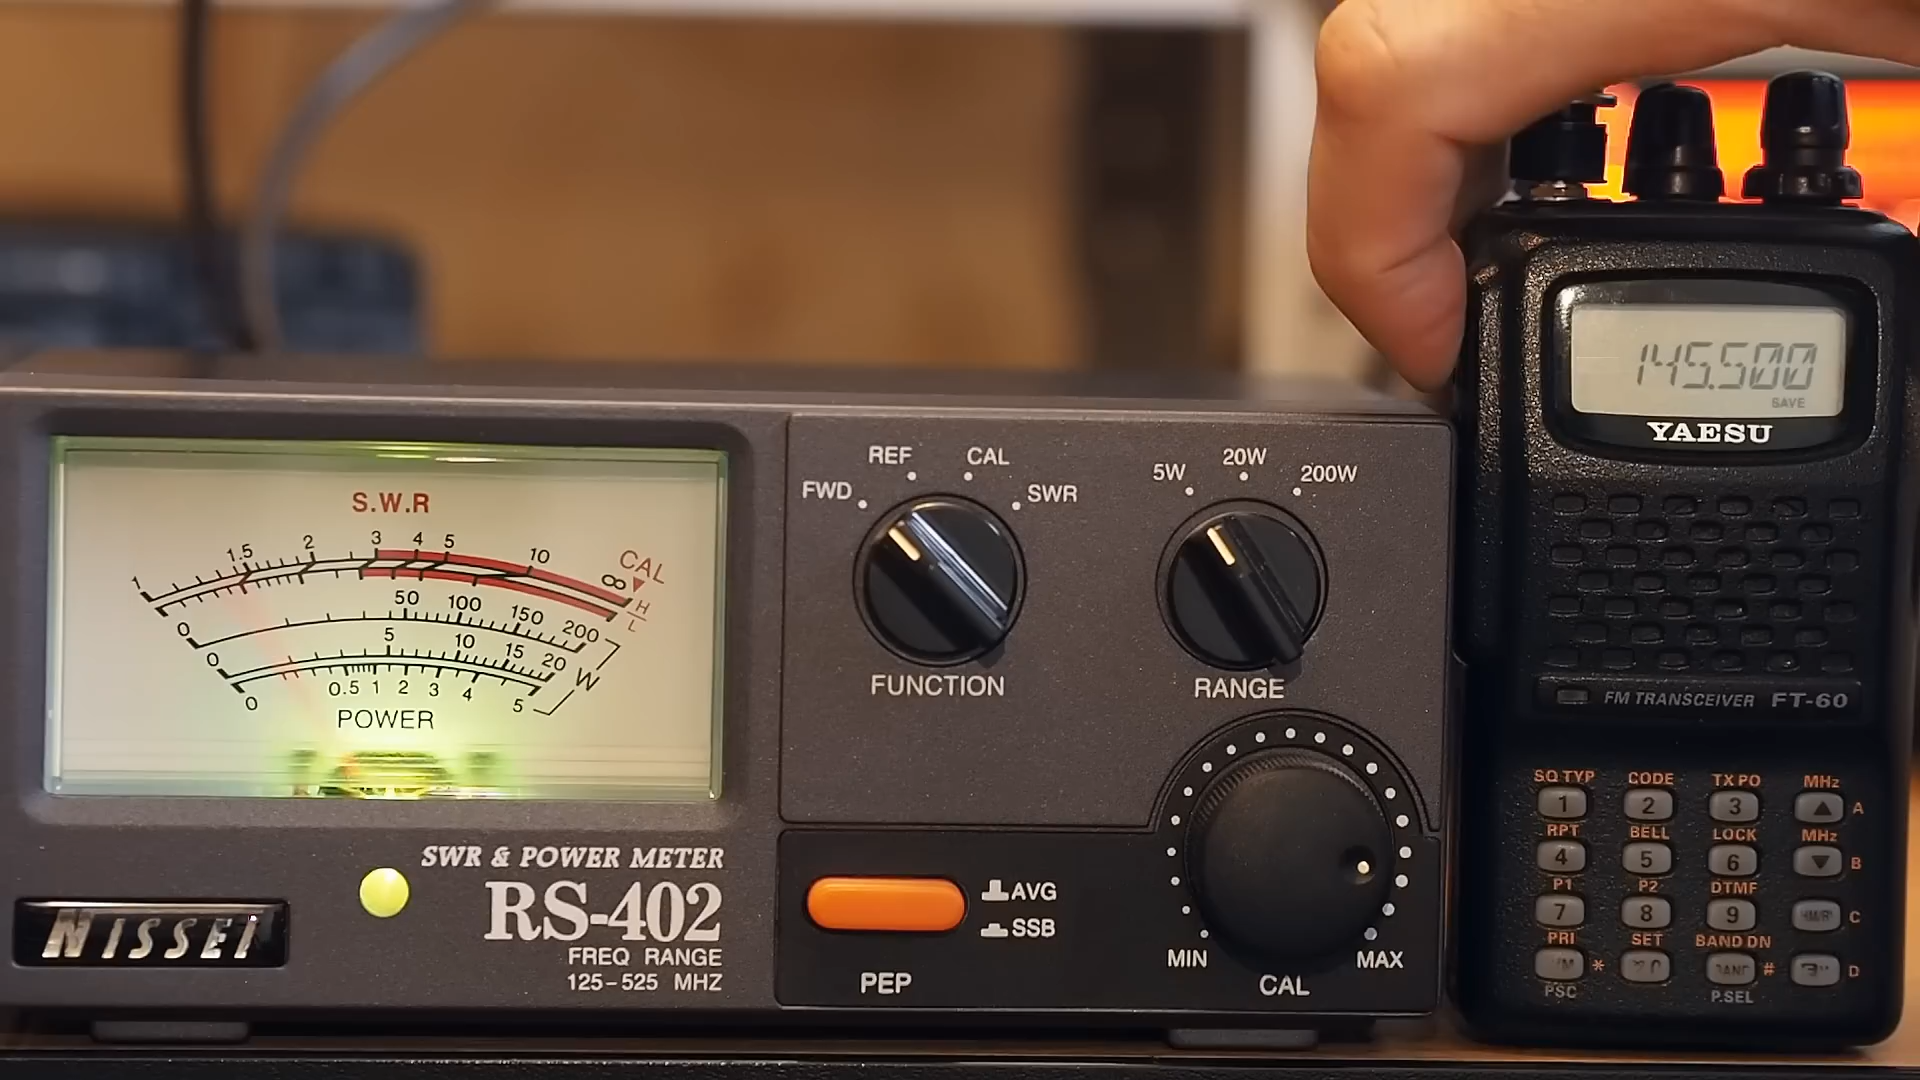 S.W.R
1 1.5 2 3 4 5 10 ∞ CAL
H
L
0 50 100 150 200
0 5 10 15 20 W
0 0.5 1 2 3 4 5
POWER
NISSEI
SWR & POWER METER
RS-402
FREQ RANGE
125-525 MHZ
FWD REF CAL SWR
FUNCTION
5W 20W 200W
RANGE
AVG
SSB
PEP
MIN MAX
CAL
145.500
SAVE
YAESU
FM TRANSCEIVER FT-60
SQ TYP CODE TX PO MHz
1 2 3 ▲ A
RPT BELL LOCK MHz
4 5 6 ▼ B
P1 P2 DTMF
7 8 9 C
PRI SET BAND DN
* # D
PSC P.SEL